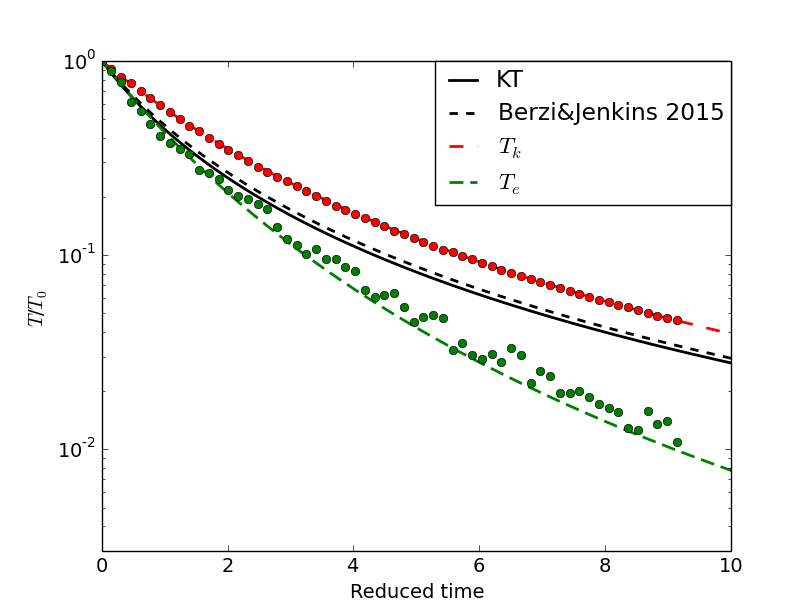 10^0
10^-1
10^-2
T/T_0
0 2 4 6 8 10
Reduced time
KT
Berzi&Jenkins 2015
T_k
T_e